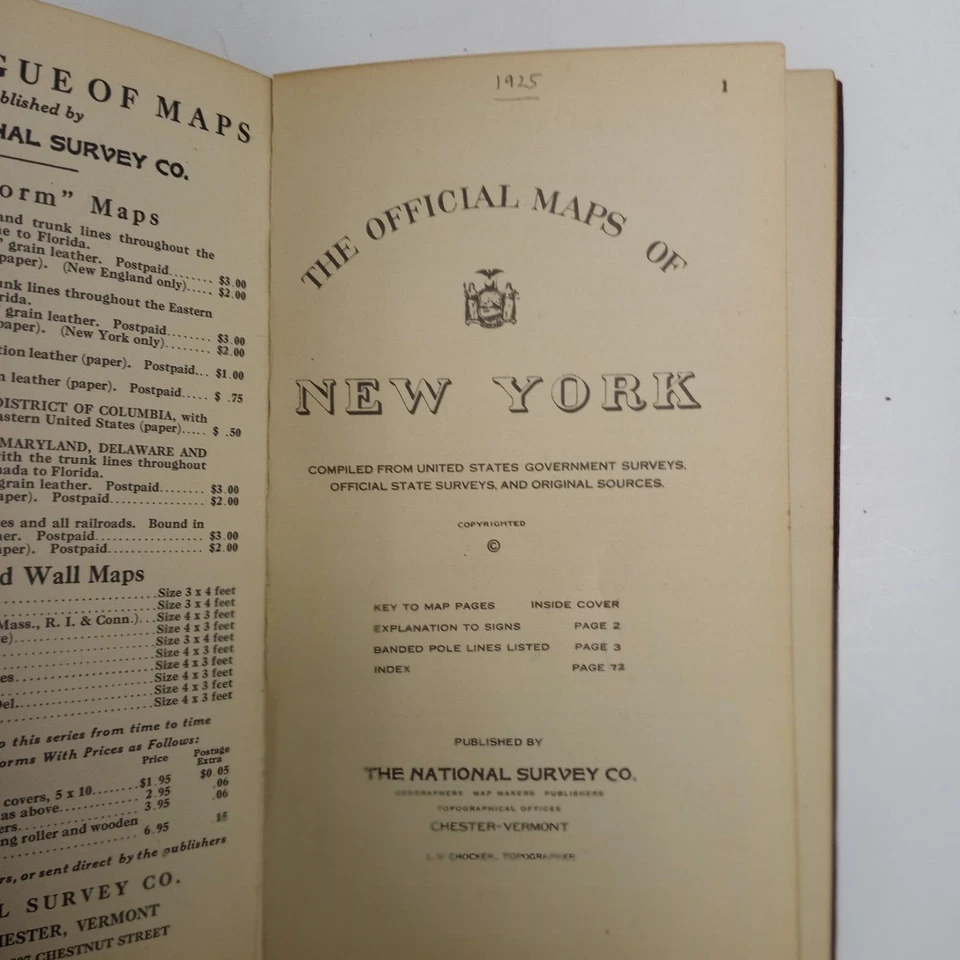 GUE OF MAPS
blished by
NAL SURVEY CO.
orm" Maps
and trunk lines throughout the
e to Florida.
" grain leather. Postpaid........ $3.00
paper). (New England only)..... $2.00
unk lines throughout the Eastern
rida.
grain leather. Postpaid........ $3.00
aper). (New York only)........ $2.00
tion leather (paper). Postpaid... $1.00
n leather (paper). Postpaid..... $ .75
DISTRICT OF COLUMBIA, with
astern United States (paper)..... $ .50
MARYLAND, DELAWARE AND
with the trunk lines throughout
nada to Florida.
grain leather. Postpaid........ $3.00
aper). Postpaid................ $2.00
es and all railroads. Bound in
er. Postpaid................ $3.00
per). Postpaid................ $2.00
d Wall Maps
Size 3 x 4 feet
Size 3 x 4 feet
Mass., R. I. & Conn.)...Size 4 x 3 feet
e)......Size 4 x 3 feet
Size 3 x 4 feet
Size 4 x 3 feet
es......Size 4 x 3 feet
Size 4 x 3 feet
Del......Size 4 x 3 feet
Size 4 x 3 feet
o this series from time to time
orms With Prices as Follows:
Price Postage Extra
covers, 5 x 10........$1.95 $0.05
as above............ 2.95 .06
ers................ 3.95 .06
ng roller and wooden
6.95 .15
rs, or sent direct by the publishers
L SURVEY CO.
HESTER, VERMONT
CHESTNUT STREET
1925
1
THE OFFICIAL MAPS OF
NEW YORK
COMPILED FROM UNITED STATES GOVERNMENT SURVEYS,
OFFICIAL STATE SURVEYS, AND ORIGINAL SOURCES.
COPYRIGHTED
©
KEY TO MAP PAGES INSIDE COVER
EXPLANATION TO SIGNS PAGE 2
BANDED POLE LINES LISTED PAGE 3
INDEX PAGE 72
PUBLISHED BY
THE NATIONAL SURVEY CO.
GEOGRAPHERS MAP MAKERS PUBLISHERS
TOPOGRAPHICAL OFFICES
CHESTER-VERMONT
L. V. CROCKER, TOPOGRAPHER